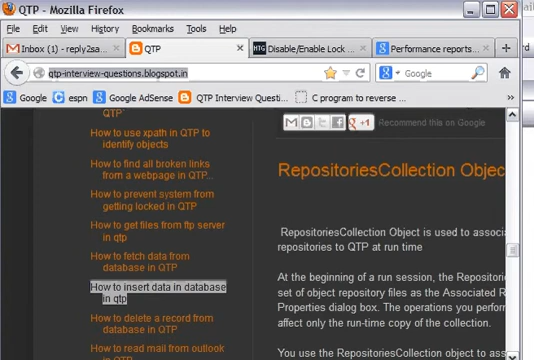 QTP - Mozilla Firefox
File Edit View History Bookmarks Tools Help
Inbox (1) - reply2sa... QTP Disable/Enable Lock ... Performance reports...
qtp-interview-questions.blogspot.in Google
Google espn Google AdSense QTP Interview Questi... C program to reverse ...
QTP
How to use xpath in QTP to
identify objects
How to find all broken links
from a webpage in QTP...
How to prevent system from
getting locked in QTP
How to get files from ftp server
in qtp
How to fetch data from
database in QTP
How to insert data in database
in qtp
How to delete a record from
database in QTP
How to read mail from outlook
in QTP
+1 Recommend this on Google
RepositoriesCollection Objec
RepositoriesCollection Object is used to associa
repositories to QTP at run time
At the beginning of a run session, the Repositori
set of object repository files as the Associated R
Properties dialog box. The operations you perform
affect only the run-time copy of the collection.
You use the RepositoriesCollection object to asso